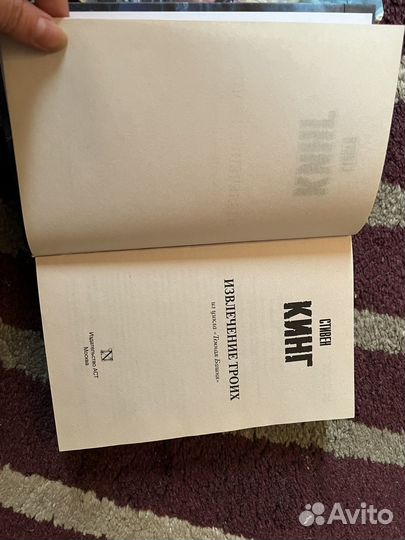 СТИВЕН
КИНГ
ИЗВЛЕЧЕНИЕ ТРОИХ
из цикла «Темная Башня»
Издательство АСТ
Москва
Avito